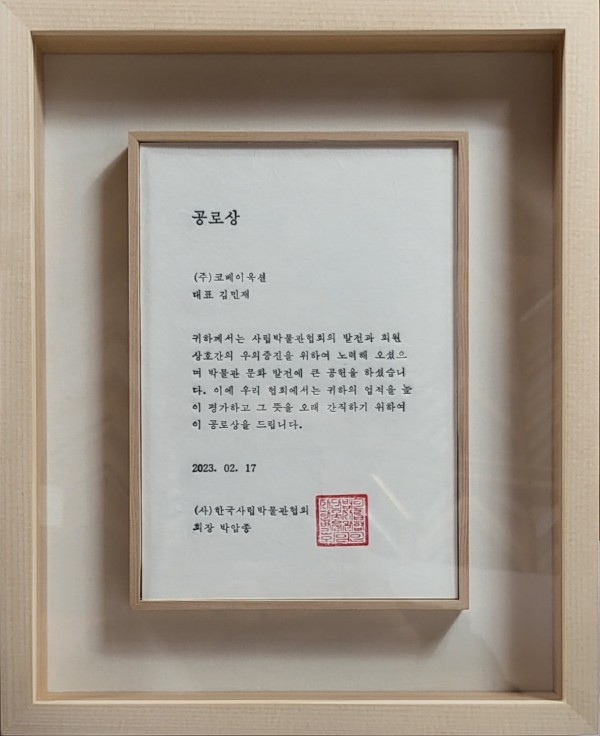 공로상
(주)코베이옥션
대표 김민재
귀하께서는 사립박물관협회의 발전과 회원
상호간의 우의증진을 위하여 노력해 오셨으
며 박물관 문화 발전에 큰 공헌을 하셨습니
다. 이에 우리 협회에서는 귀하의 업적을 높
이 평가하고 그 뜻을 오래 간직하기 위하여
이 공로상을 드립니다.
2023. 02. 17
(사)한국사립박물관협회
회장 박암종